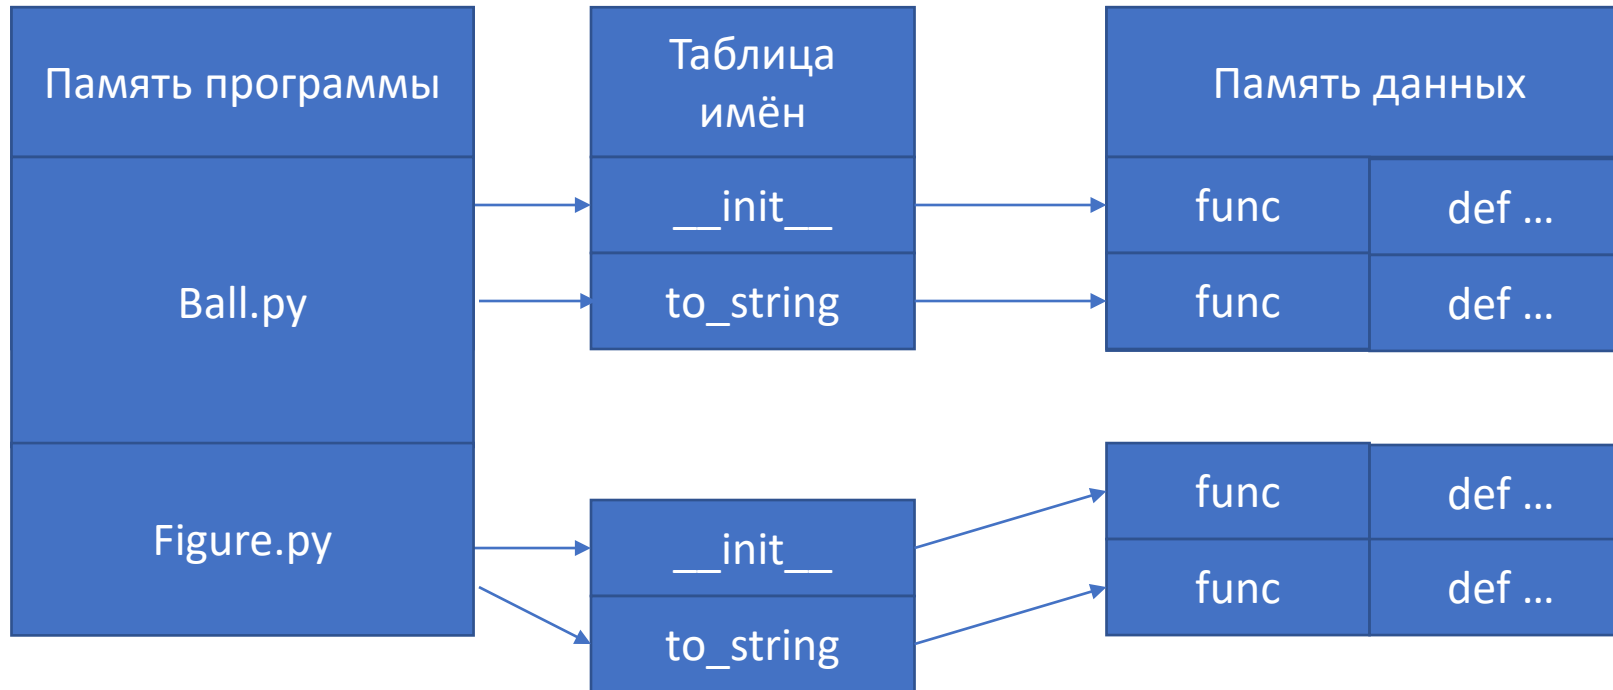 Память программы
Таблица
имён
Память данных
__init__
func
def ...
Ball.py
to_string
func
def ...
Figure.py
__init__
func
def ...
to_string
func
def ...